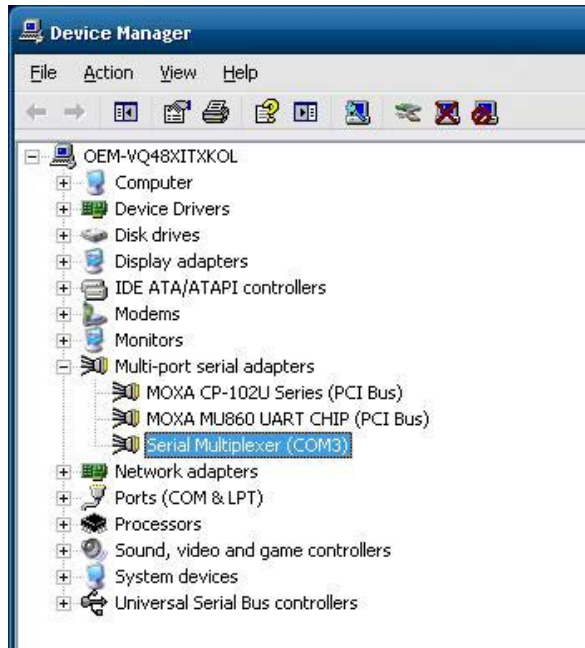 Device Manager
File Action View Help
OEM-VQ48XITXKOL
Computer
Device Drivers
Disk drives
Display adapters
IDE ATA/ATAPI controllers
Modems
Monitors
Multi-port serial adapters
MOXA CP-102U Series (PCI Bus)
MOXA MU860 UART CHIP (PCI Bus)
Serial Multiplexer (COM3)
Network adapters
Ports (COM & LPT)
Processors
Sound, video and game controllers
System devices
Universal Serial Bus controllers